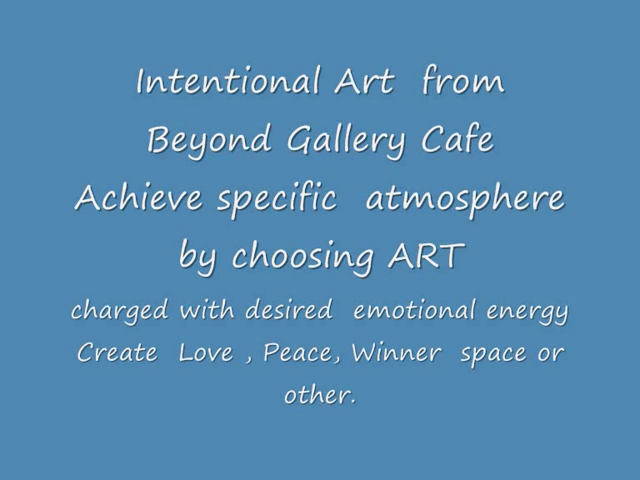 Intentional Art  from
Beyond Gallery Cafe
Achieve specific  atmosphere
by choosing ART
charged with desired  emotional energy
Create  Love , Peace, Winner  space or
other.